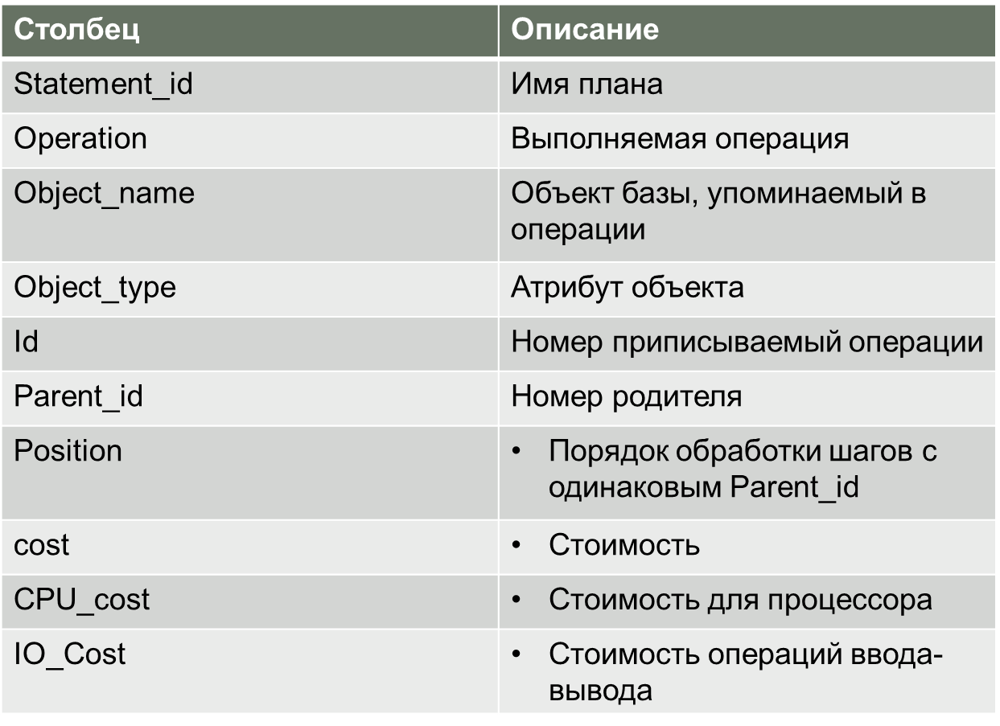 Столбец
Описание
Statement_id
Имя плана
Operation
Выполняемая операция
Object_name
Объект базы, упоминаемый в
операции
Object_type
Атрибут объекта
Id
Номер приписываемый операции
Parent_id
Номер родителя
Position
• Порядок обработки шагов с
одинаковым Parent_id
cost
• Стоимость
CPU_cost
• Стоимость для процессора
IO_Cost
• Стоимость операций ввода-
вывода